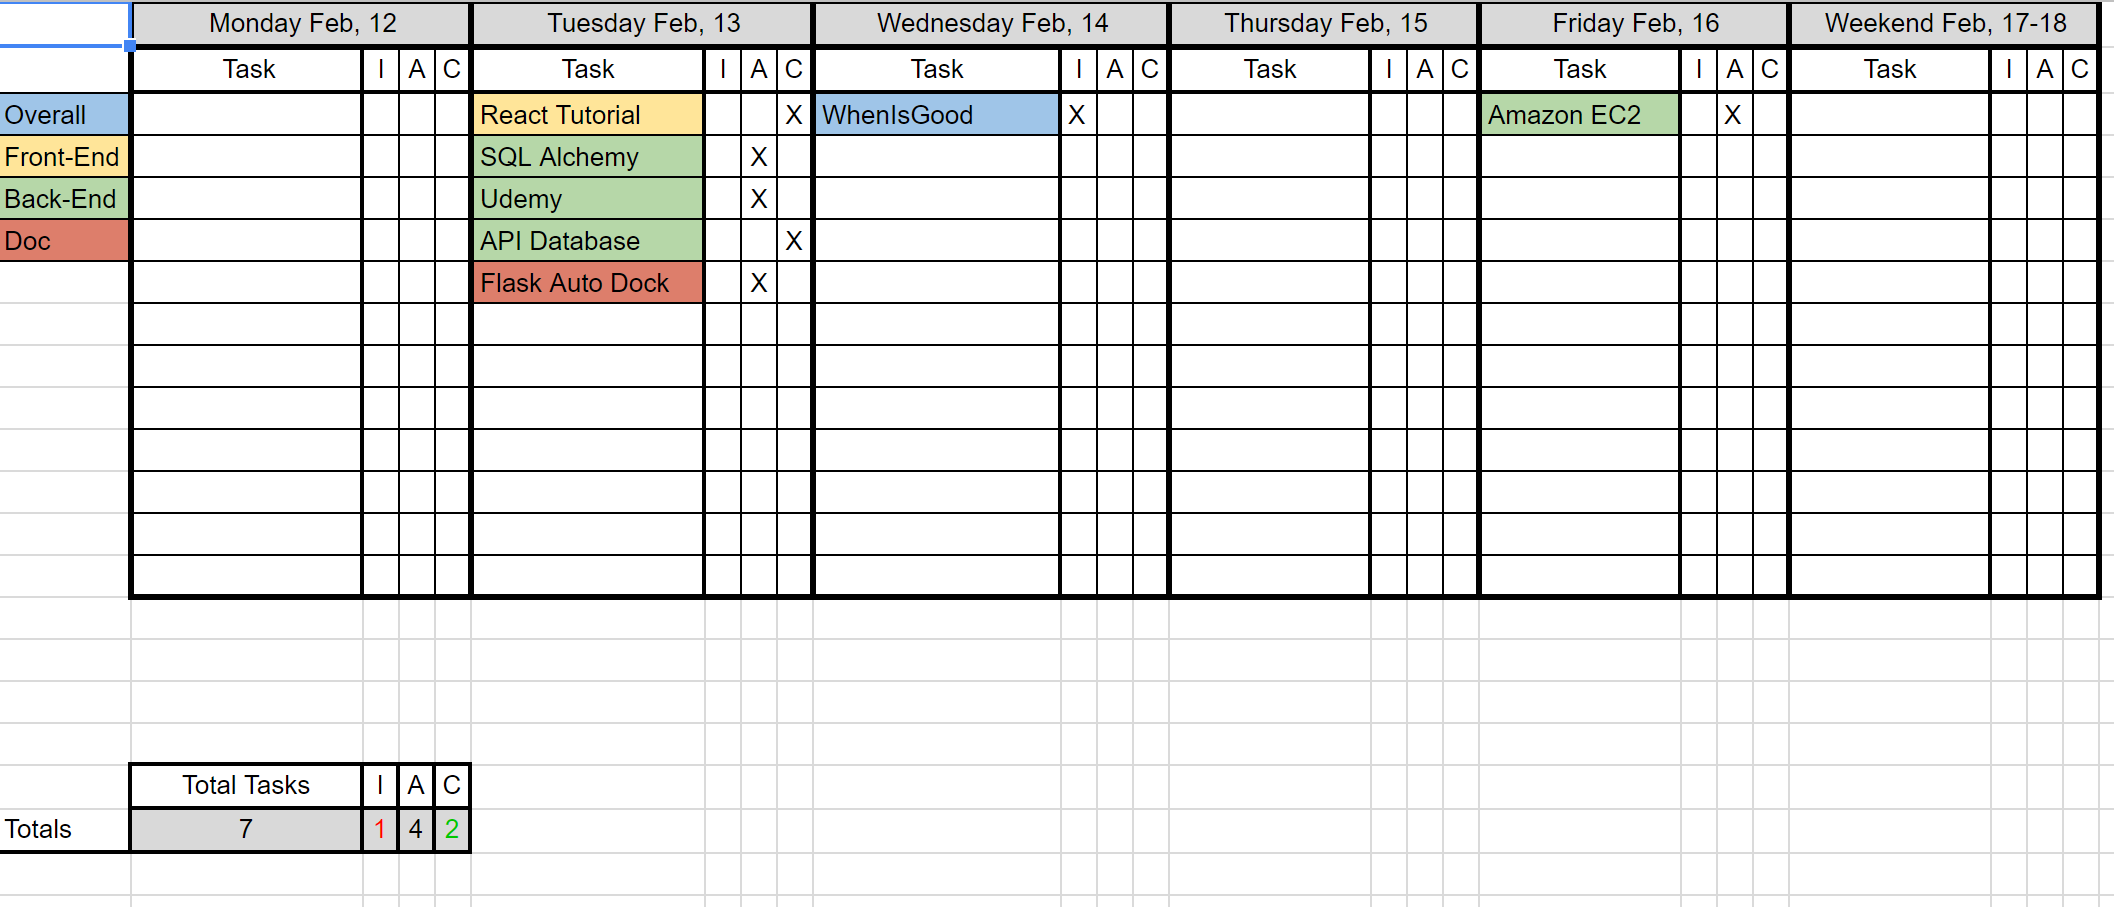 Monday Feb, 12 Tuesday Feb, 13 Wednesday Feb, 14 Thursday Feb, 15 Friday Feb, 16 Weekend Feb, 17-18
Task I A C Task I A C Task I A C Task I A C Task I A C Task I A C
Overall React Tutorial X WhenIsGood X Amazon EC2 X
Front-End SQL Alchemy X
Back-End Udemy X
Doc API Database X
Flask Auto Dock X
Total Tasks I A C
Totals 7 1 4 2